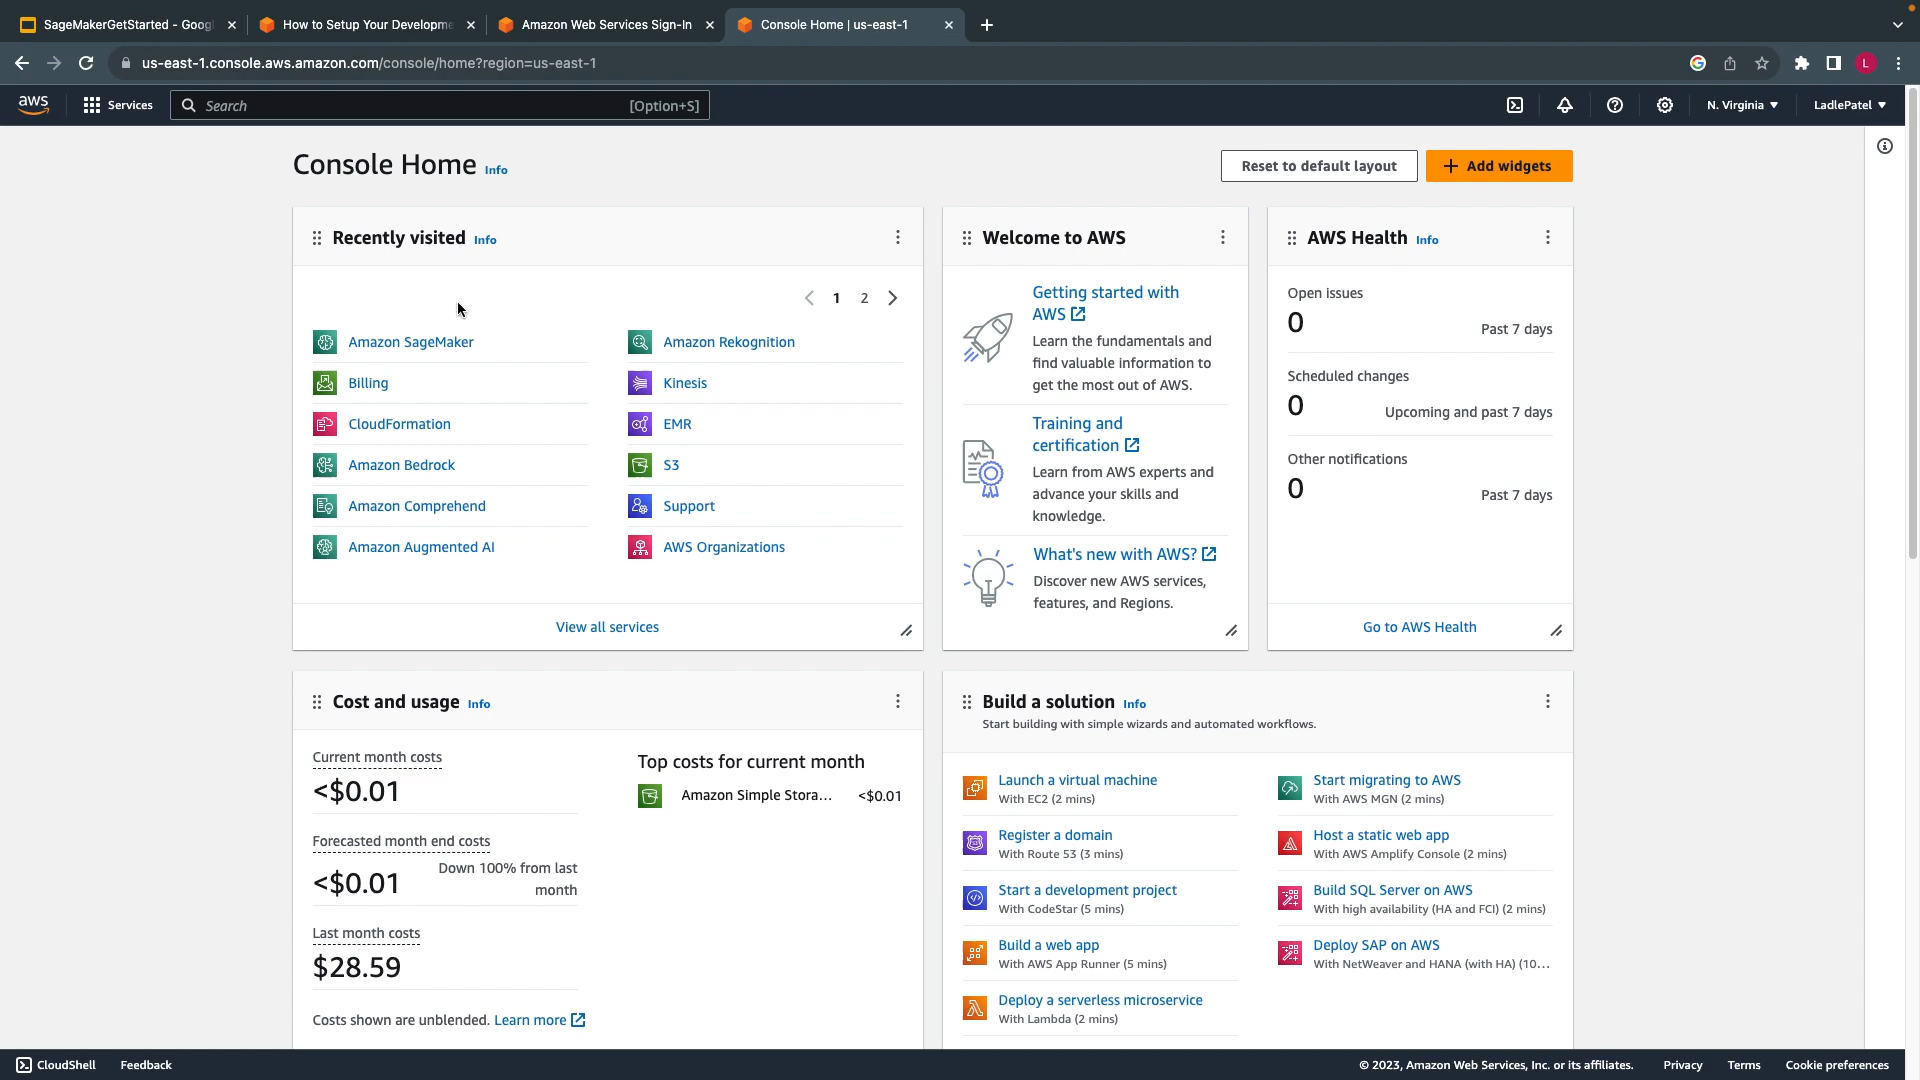 SageMakerGetStarted - Goog
How to Setup Your Developme
Amazon Web Services Sign-In
Console Home | us-east-1
us-east-1.console.aws.amazon.com/console/home?region=us-east-1
L
aws
Services
Search
[Option+S]
N. Virginia
LadlePatel
Console Home Info
Reset to default layout
Add widgets
Recently visited Info
1 2
Amazon SageMaker
Billing
CloudFormation
Amazon Bedrock
Amazon Comprehend
Amazon Augmented AI
Amazon Rekognition
Kinesis
EMR
S3
Support
AWS Organizations
View all services
Welcome to AWS
Getting started with
AWS
Learn the fundamentals and
find valuable information to
get the most out of AWS.
Training and
certification
Learn from AWS experts and
advance your skills and
knowledge.
What's new with AWS?
Discover new AWS services,
features, and Regions.
AWS Health Info
Open issues
0
Past 7 days
Scheduled changes
0
Upcoming and past 7 days
Other notifications
0
Past 7 days
Go to AWS Health
Cost and usage Info
Current month costs
<$0.01
Forecasted month end costs
<$0.01
Down 100% from last
month
Last month costs
$28.59
Costs shown are unblended. Learn more
Top costs for current month
Amazon Simple Stora... <$0.01
Build a solution Info
Start building with simple wizards and automated workflows.
Launch a virtual machine
With EC2 (2 mins)
Register a domain
With Route 53 (3 mins)
Start a development project
With CodeStar (5 mins)
Build a web app
With AWS App Runner (5 mins)
Deploy a serverless microservice
With Lambda (2 mins)
Start migrating to AWS
With AWS MGN (2 mins)
Host a static web app
With AWS Amplify Console (2 mins)
Build SQL Server on AWS
With high availability (HA and FCI) (2 mins)
Deploy SAP on AWS
With NetWeaver and HANA (with HA) (10...
CloudShell
Feedback
© 2023, Amazon Web Services, Inc. or its affiliates.
Privacy
Terms
Cookie preferences